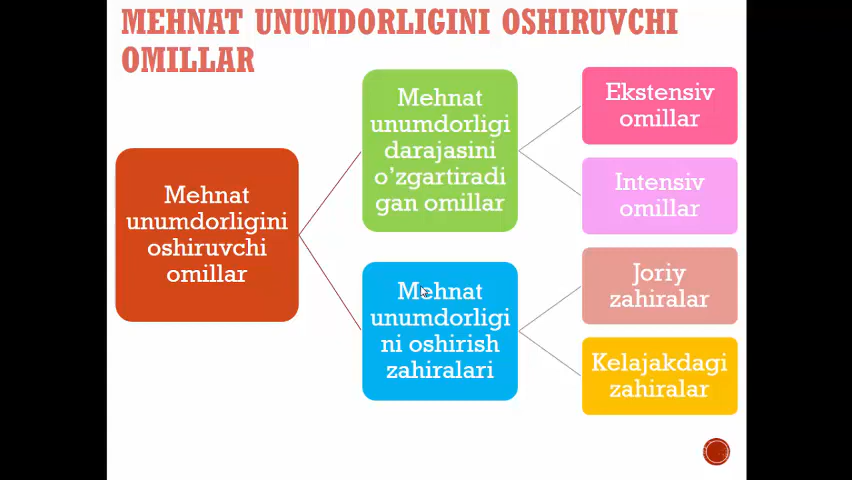 MEHNAT UNUMDORLIGINI OSHIRUVCHI
OMILLAR
Mehnat
unumdorligini
oshiruvchi
omillar
Mehnat
unumdorligi
darajasini
o’zgartiradi
gan omillar
Ekstensiv
omillar
Intensiv
omillar
Mehnat
unumdorligi
ni oshirish
zahiralari
Joriy
zahiralar
Kelajakdagi
zahiralar